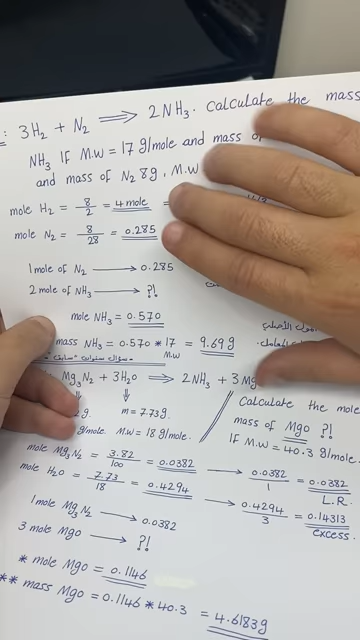 : 3H₂ + N₂ ⟹ 2NH₃. Calculate the mass
NH₃ IF M.W = 17 g/mole and mass of
and mass of N₂ 8g, M.W
mole H₂ = 8/2 = 4 mole =
mole N₂ = 8/28 = 0.285
1 mole of N₂ ⟶ 0.285
2 mole of NH₃ ⟶ ?!
mole NH₃ = 0.570
mass NH₃ = 0.570 * 17 = 9.69 g
M.W
Mg₃N₂ + 3H₂O ⟹ 2NH₃ + 3Mg
m = 7.73g.
g/mole. M.W = 18 g/mole.
Calculate the mole
mass of MgO ?!
IF M.W = 40.3 g/mole.
mole Mg₃N₂ = 3.82/100 = 0.0382 ⟶ 0.0382/1 = 0.0382
L.R.
mole H₂O = 7.73/18 = 0.4294 ⟶ 0.4294/3 = 0.14313
excess.
1 mole Mg₃N₂ ⟶ 0.0382
3 mole MgO ⟶ ?!
* mole MgO = 0.1146
** mass MgO = 0.1146 * 40.3 = 4.6183g